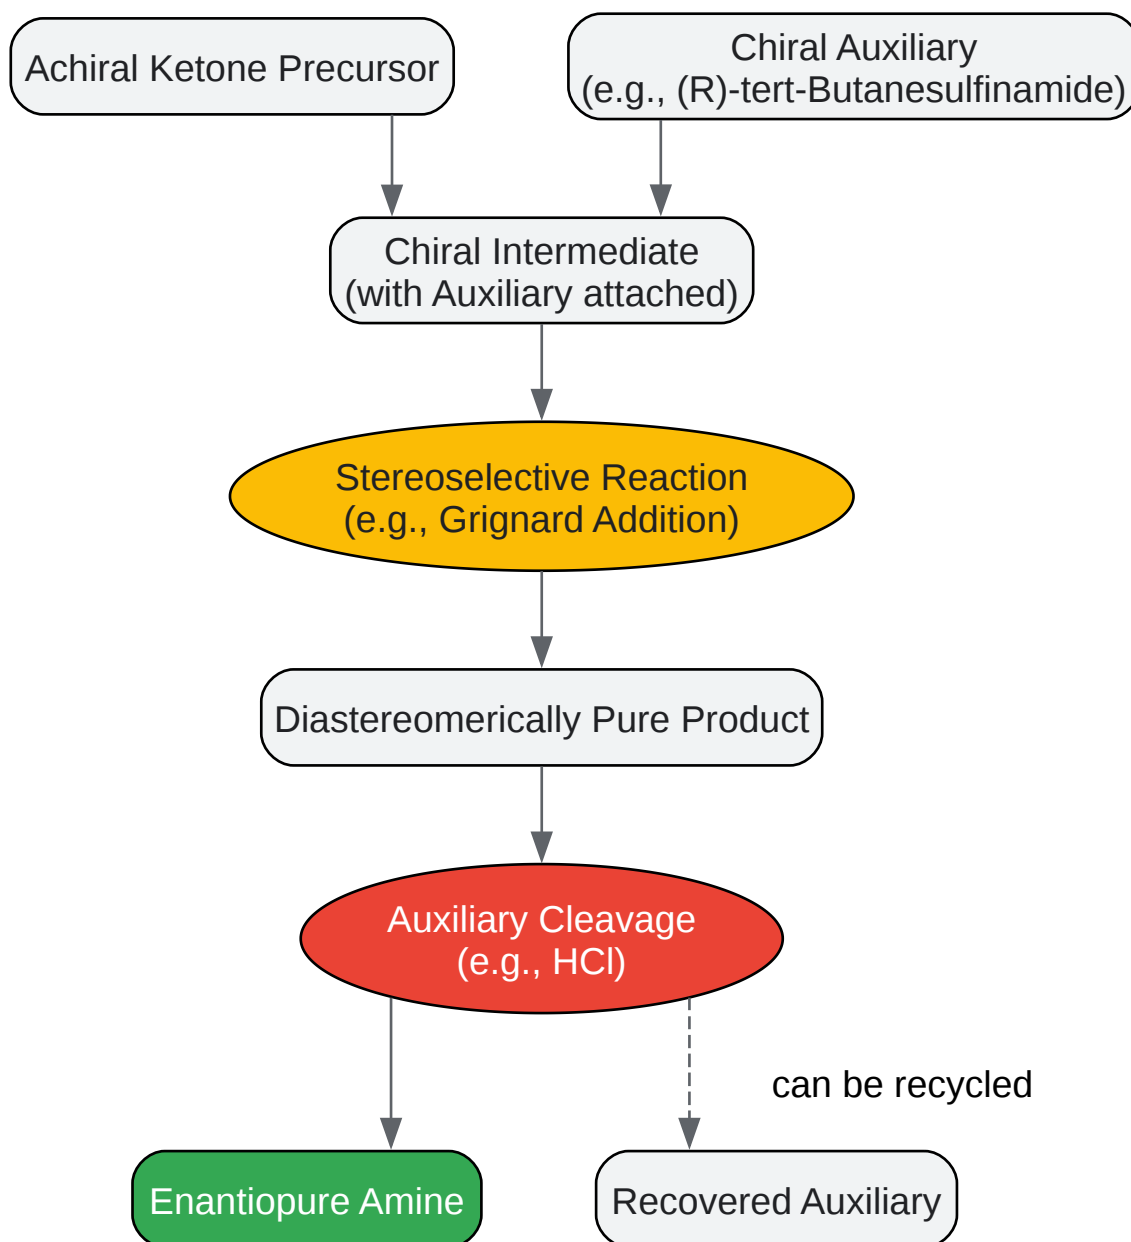 Achiral Ketone Precursor
Chiral Auxiliary
(e.g., (R)-tert-Butanesulfinamide)
Chiral Intermediate
(with Auxiliary attached)
Stereoselective Reaction
(e.g., Grignard Addition)
Diastereomerically Pure Product
Auxiliary Cleavage
(e.g., HCl)
can be recycled
Enantiopure Amine
Recovered Auxiliary